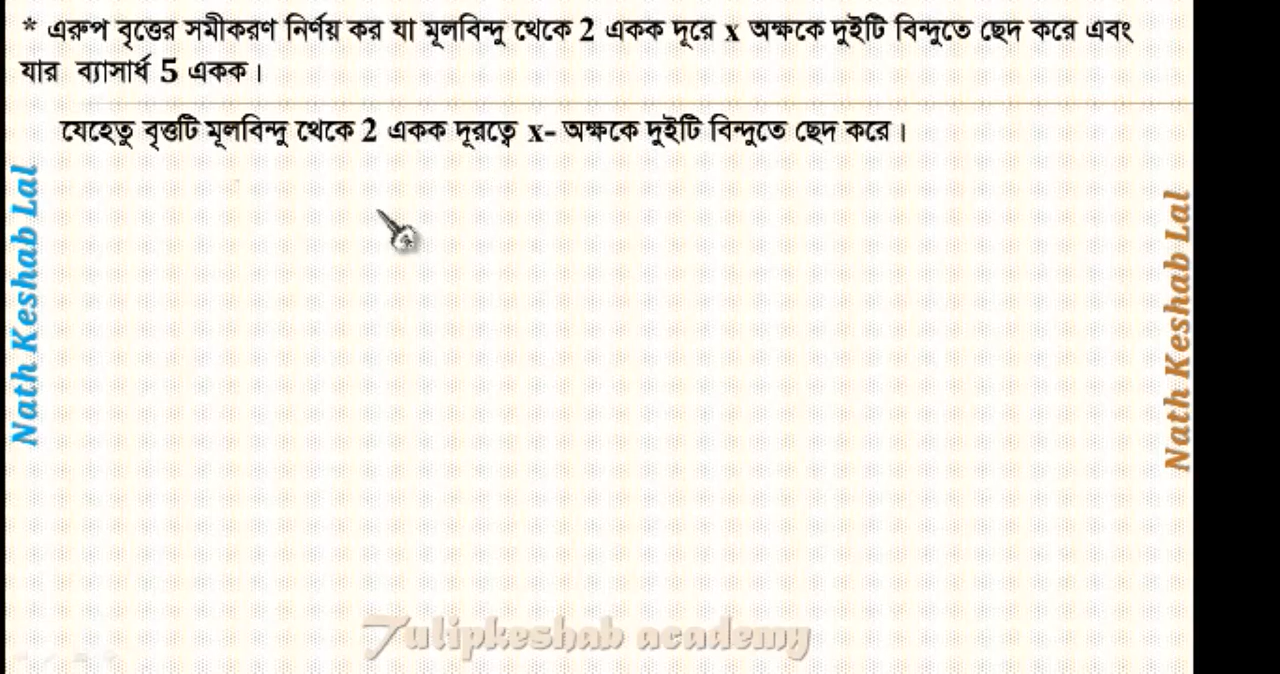 * এরুপ বৃত্তের সমীকরণ নির্ণয় কর যা মূলবিন্দু থেকে 2 একক দূরে x অক্ষকে দুইটি বিন্দুতে ছেদ করে এবং
যার ব্যাসার্ধ 5 একক।
যেহেতু বৃত্তটি মূলবিন্দু থেকে 2 একক দূরত্বে x- অক্ষকে দুইটি বিন্দুতে ছেদ করে।
Nath Keshab Lal
Nath Keshab Lal
Tulipkeshab academy